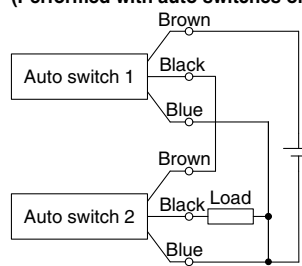 (Performed with auto switches
Brown
Black
Auto switch 1
Blue
Brown
Black Load
Auto switch 2
Blue